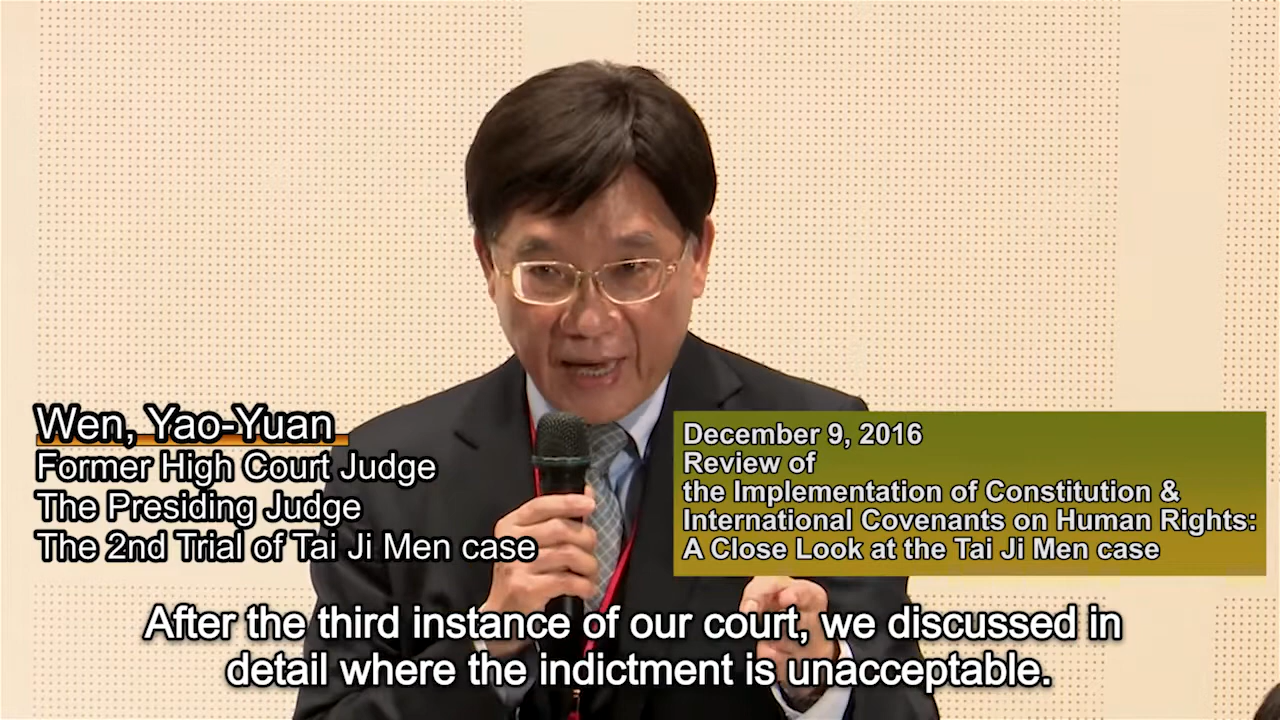 Wen, Yao-Yuan
Former High Court Judge
The Presiding Judge
The 2nd Trial of Tai Ji Men case
December 9, 2016
Review of
the Implementation of Constitution &
International Covenants on Human Rights:
A Close Look at the Tai Ji Men case
After the third instance of our court, we discussed in
detail where the indictment is unacceptable.